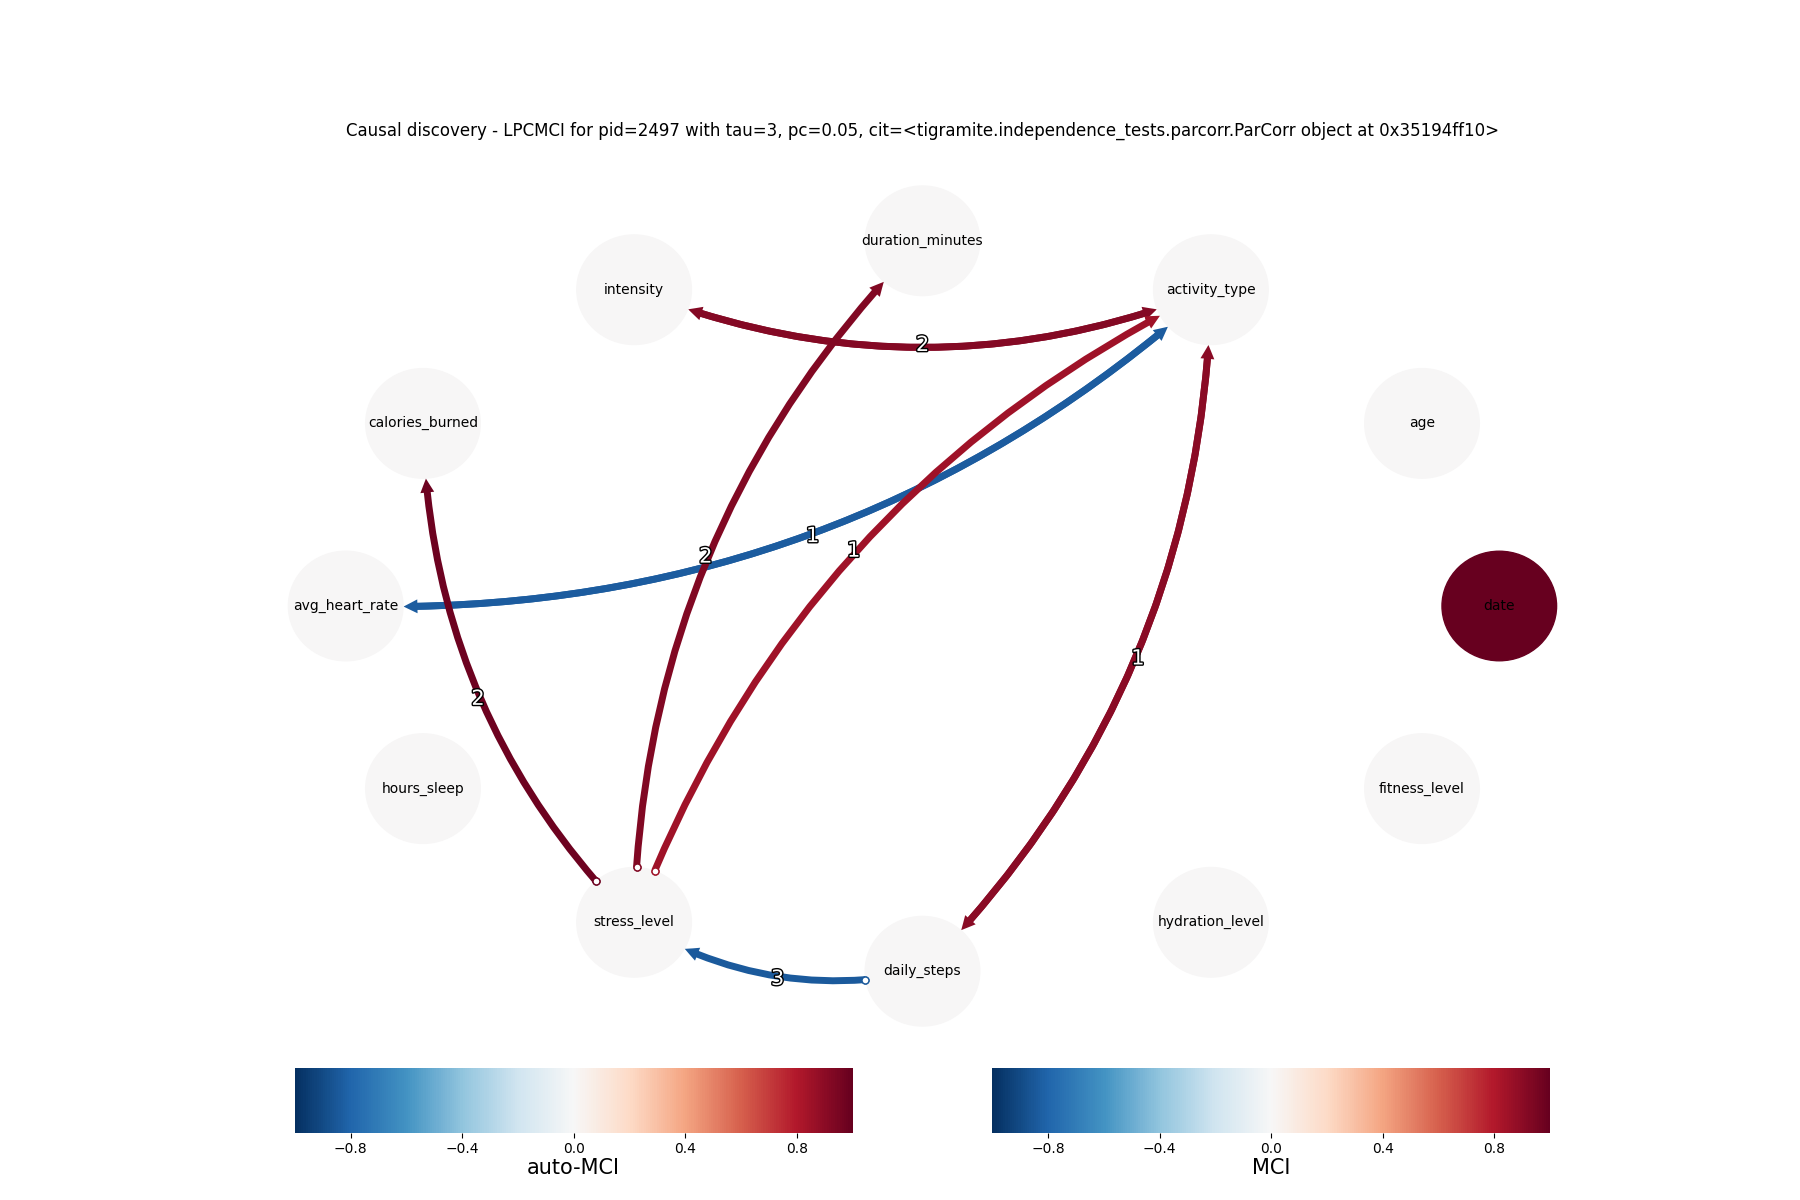 Causal discovery - LPCMCI for pid=2497 with tau=3, pc=0.05, cit=<tigramite.independence_tests.parcorr.ParCorr object at 0x35194ff10>
duration_minutes
intensity
activity_type
2
calories_burned
age
1
2
1
avg_heart_rate
date
1
2
hours_sleep
fitness_level
stress_level
hydration_level
daily_steps
3
−0.8 −0.4 0.0 0.4 0.8
auto-MCI
−0.8 −0.4 0.0 0.4 0.8
MCI